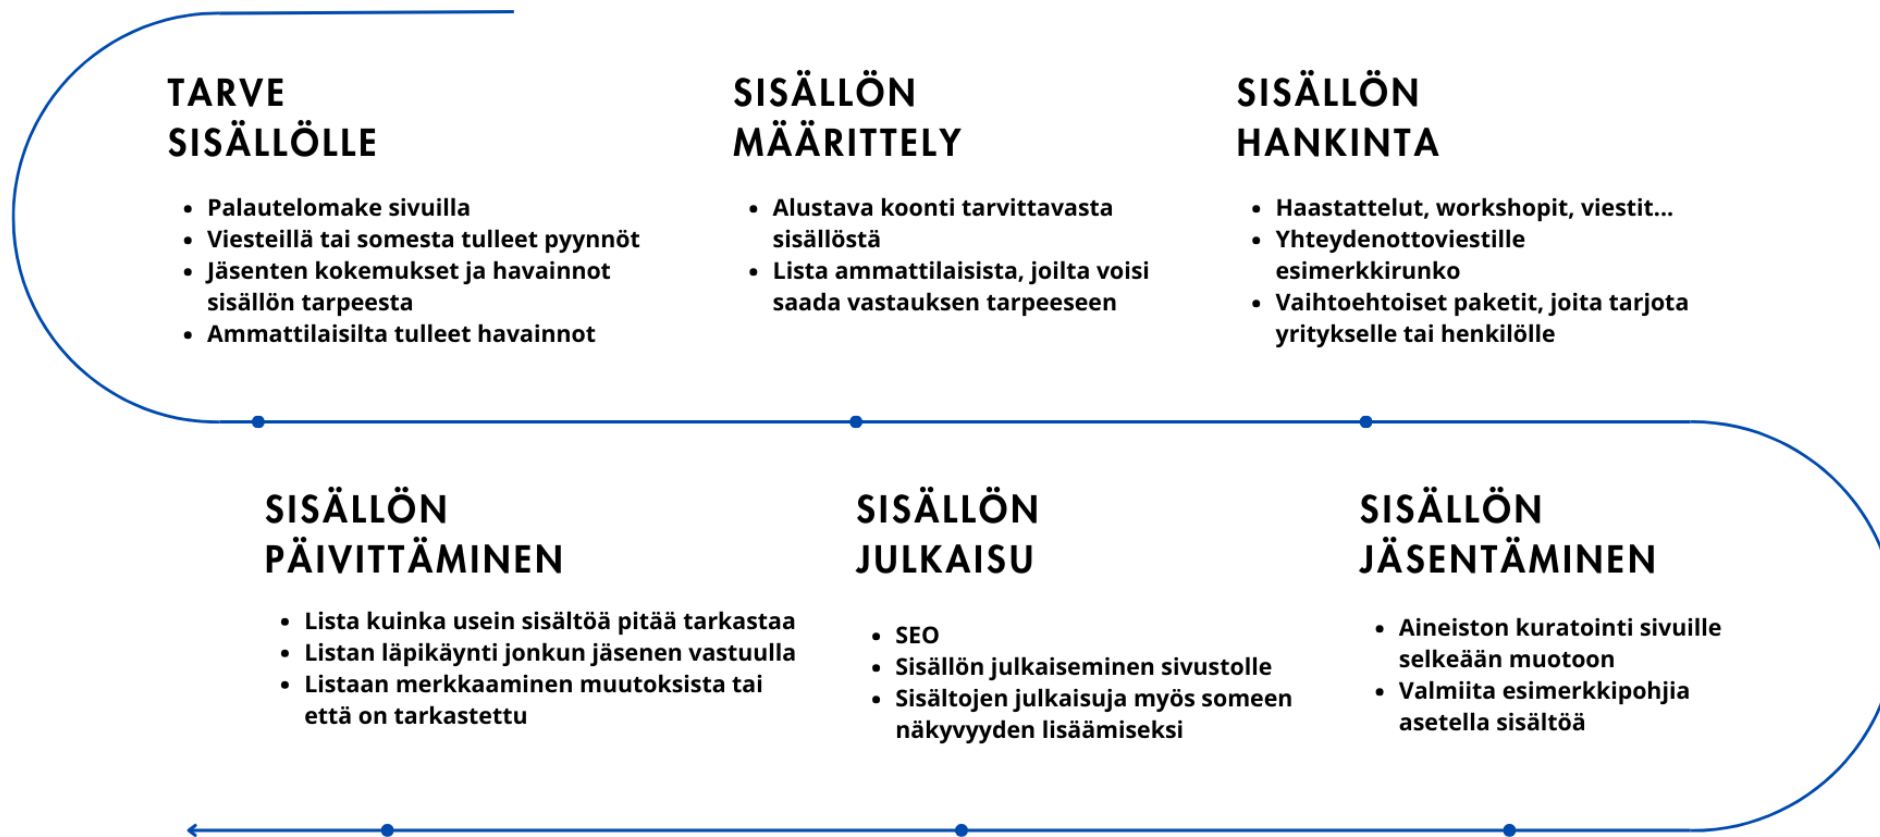 TARVE
SISÄLLÖLLE
• Palautelomake sivuilla
• Viesteillä tai somesta tulleet pyynnöt
• Jäsenten kokemukset ja havainnot
sisällön tarpeesta
• Ammattilaisilta tulleet havainnot
SISÄLLÖN
MÄÄRITTELY
• Alustava koonti tarvittavasta
sisällöstä
• Lista ammattilaisista, joilta voisi
saada vastauksen tarpeeseen
SISÄLLÖN
HANKINTA
• Haastattelut, workshopit, viestit...
• Yhteydenottoviestille
esimerkkirunko
• Vaihtoehtoiset paketit, joita tarjota
yritykselle tai henkilölle
SISÄLLÖN
JÄSENTÄMINEN
• Aineiston kuratointi sivuille
selkeään muotoon
• Valmiita esimerkkipohjia
asetella sisältöä
SISÄLLÖN
JULKAISU
• SEO
• Sisällön julkaiseminen sivustolle
• Sisältojen julkaisuja myös someen
näkyvyyden lisäämiseksi
SISÄLLÖN
PÄIVITTÄMINEN
• Lista kuinka usein sisältöä pitää tarkastaa
• Listan läpikäynti jonkun jäsenen vastuulla
• Listaan merkkaaminen muutoksista tai
että on tarkastettu